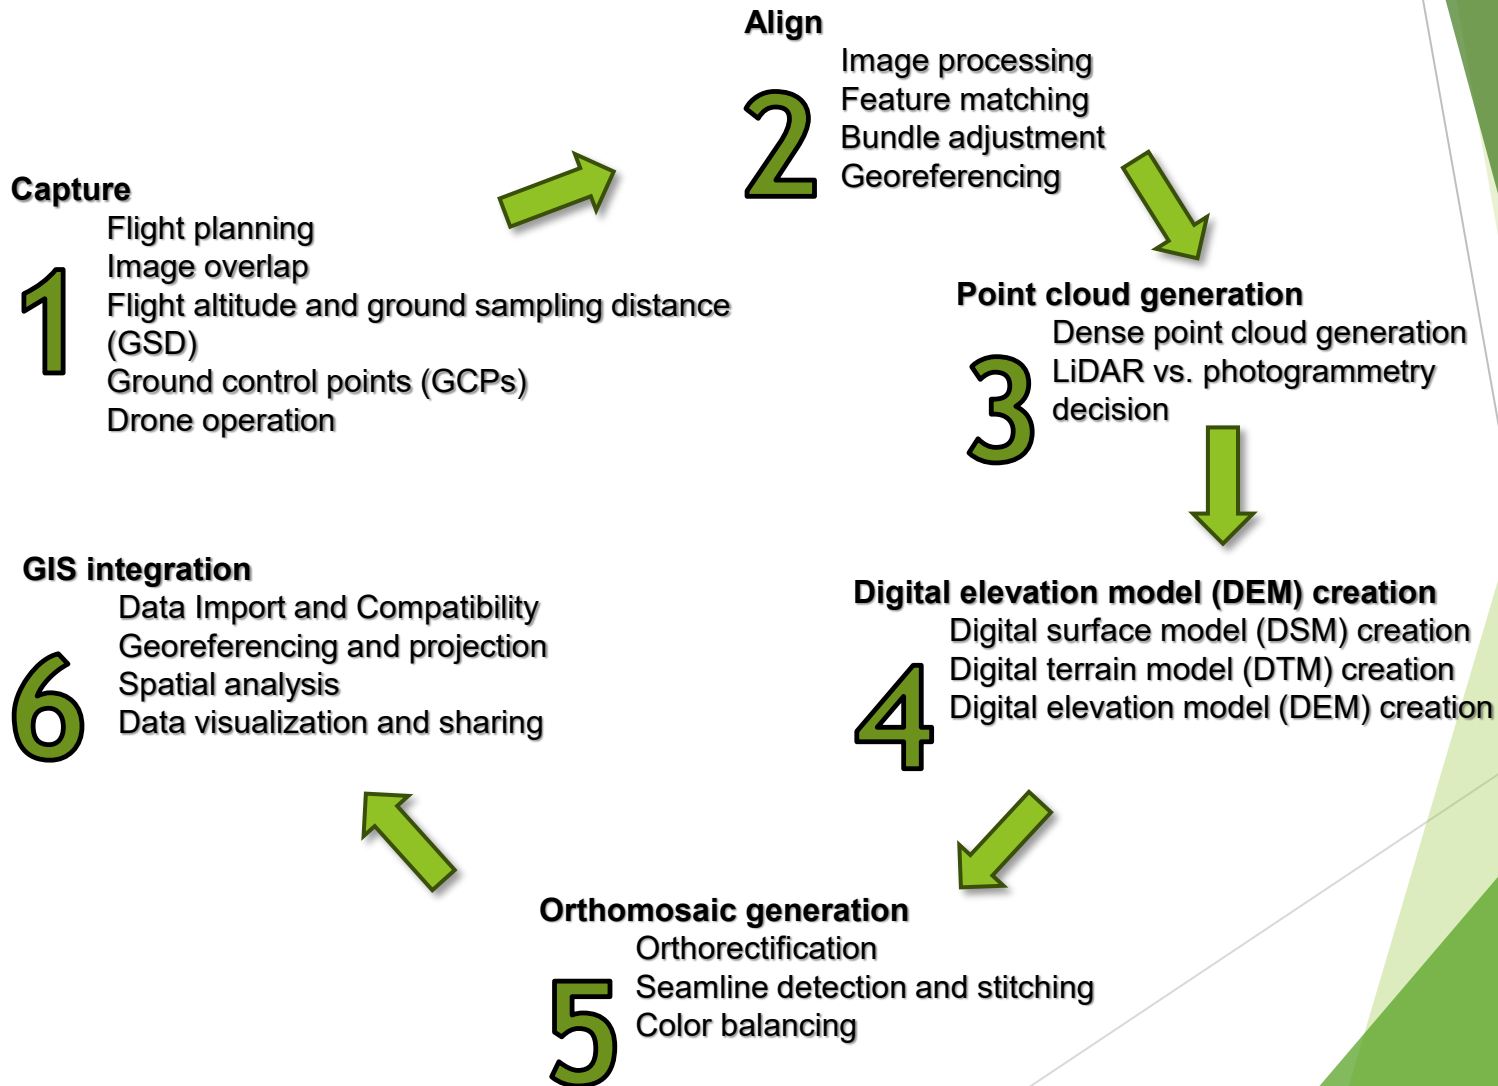 Capture
1
Flight planning
Image overlap
Flight altitude and ground sampling distance
(GSD)
Ground control points (GCPs)
Drone operation
Align
2
Image processing
Feature matching
Bundle adjustment
Georeferencing
Point cloud generation
3
Dense point cloud generation
LiDAR vs. photogrammetry
decision
Digital elevation model (DEM) creation
4
Digital surface model (DSM) creation
Digital terrain model (DTM) creation
Digital elevation model (DEM) creation
Orthomosaic generation
5
Orthorectification
Seamline detection and stitching
Color balancing
GIS integration
6
Data Import and Compatibility
Georeferencing and projection
Spatial analysis
Data visualization and sharing